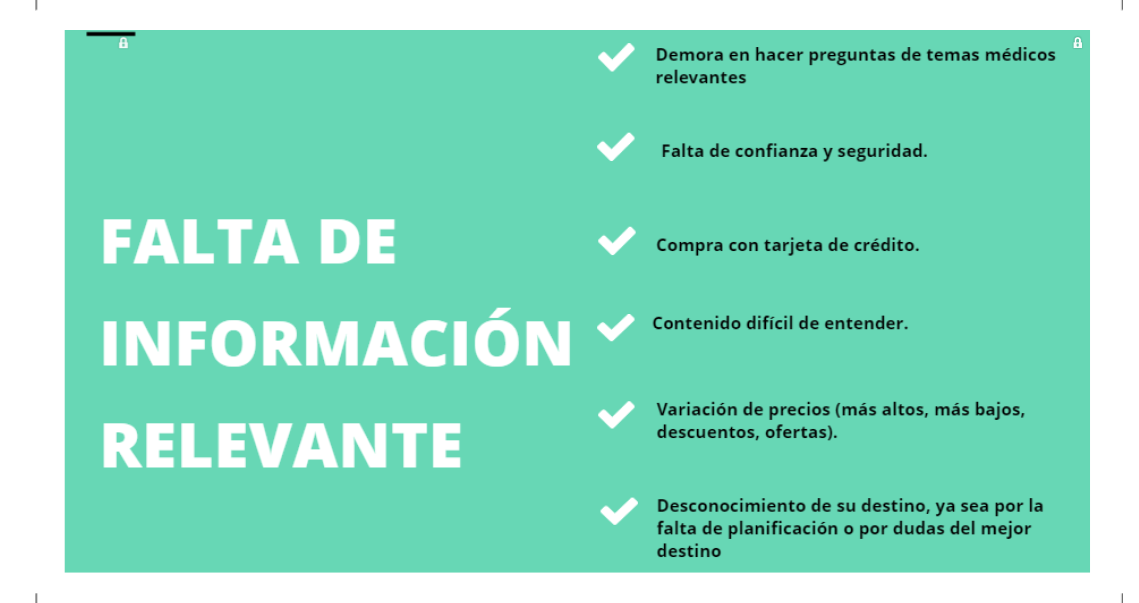 FALTA DE
INFORMACIÓN
RELEVANTE
Demora en hacer preguntas de temas médicos
relevantes
Falta de confianza y seguridad.
Compra con tarjeta de crédito.
Contenido difícil de entender.
Variación de precios (más altos, más bajos,
descuentos, ofertas).
Desconocimiento de su destino, ya sea por la
falta de planificación o por dudas del mejor
destino